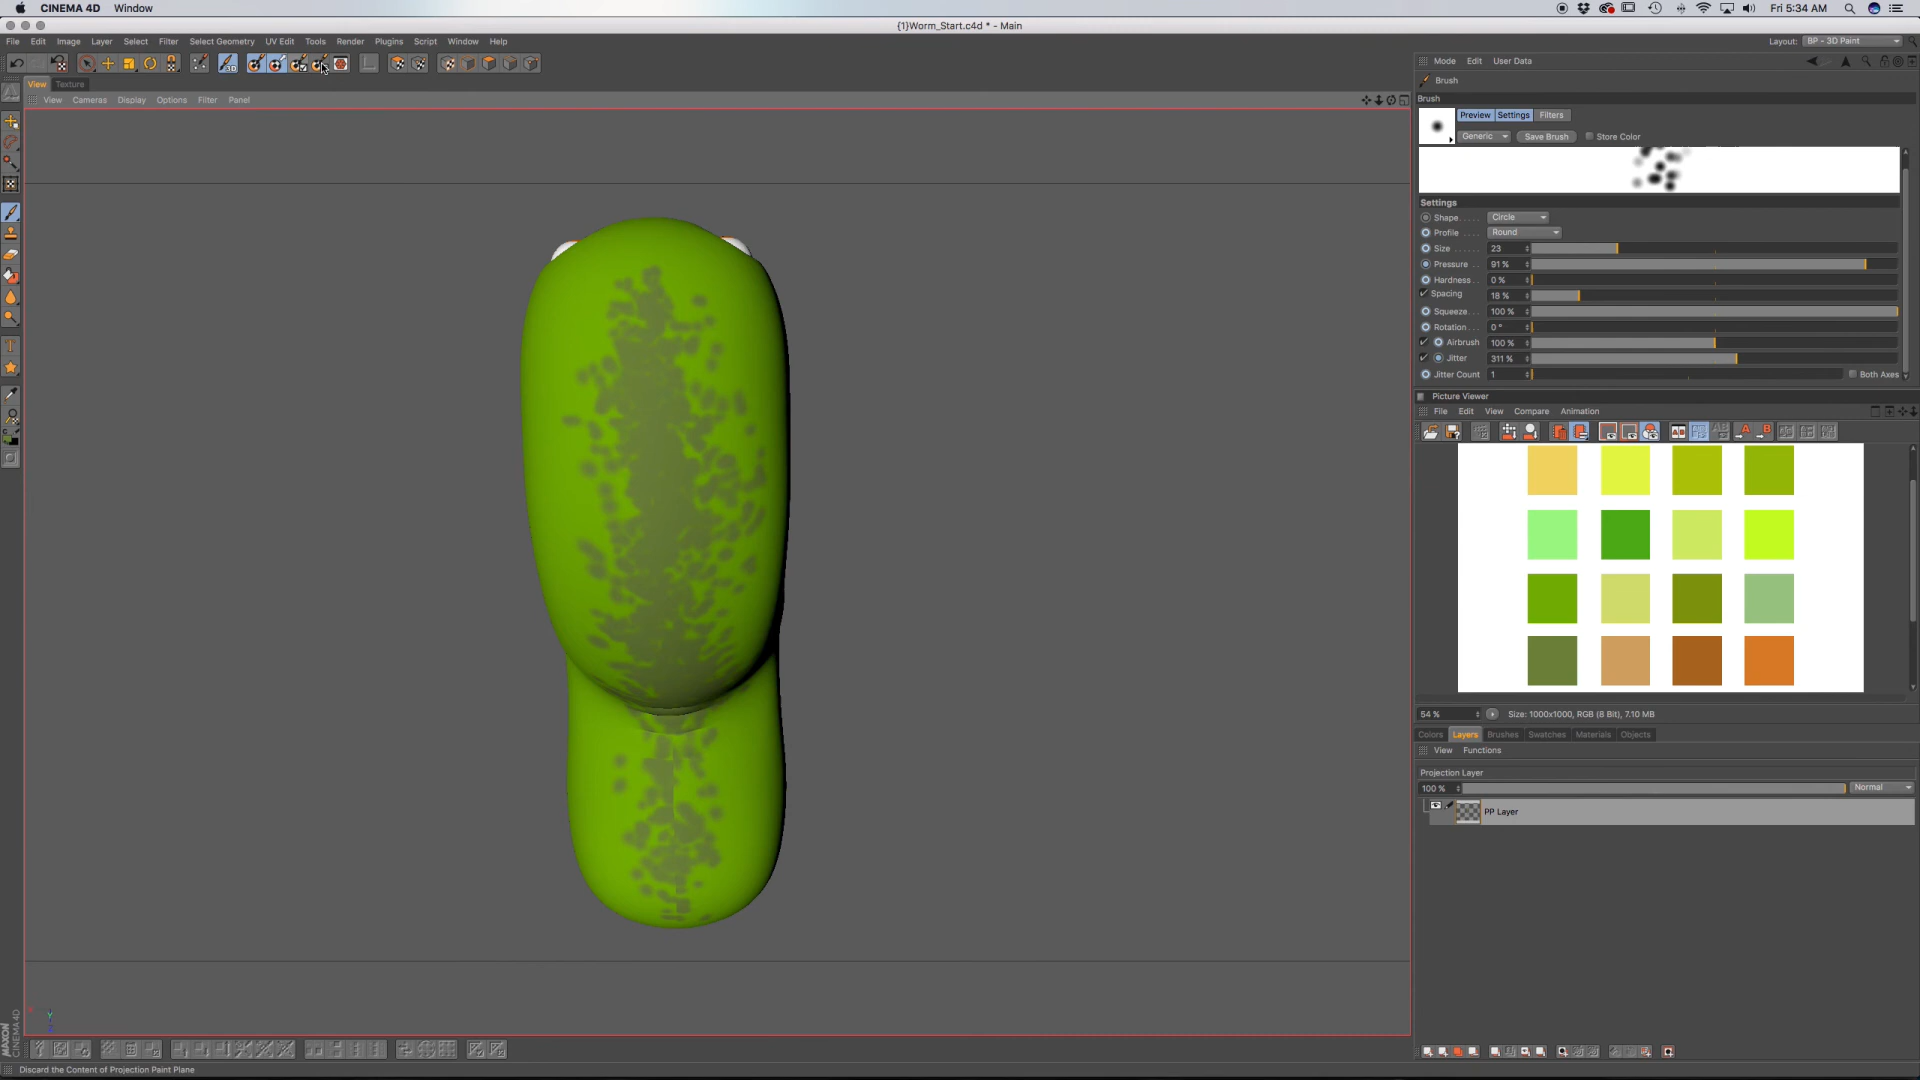 CINEMA 4D Window Fri 5:34 AM
{1}Worm_Start.c4d * - Main
File Edit Image Layer Select Filter Select Geometry UV Edit Tools Render Plugins Script Window Help Layout: BP - 3D Paint
View Texture
View Cameras Display Options Filter Panel
Mode Edit User Data
Brush
Brush
Preview Settings Filters
Generic Save Brush Store Color
Settings
Shape Circle
Profile Round
Size 23
Pressure 91 %
Hardness 0 %
Spacing 18 %
Squeeze 100 %
Rotation 0 °
Airbrush 100 %
Jitter 311 %
Jitter Count 1 Both Axes
Picture Viewer
File Edit View Compare Animation
54 % Size: 1000x1000, RGB (8 Bit), 7.10 MB
Colors Layers Brushes Swatches Materials Objects
View Functions
Projection Layer
100 % Normal
PP Layer
MAXON CINEMA 4D
Discard the Content of Projection Paint Plane